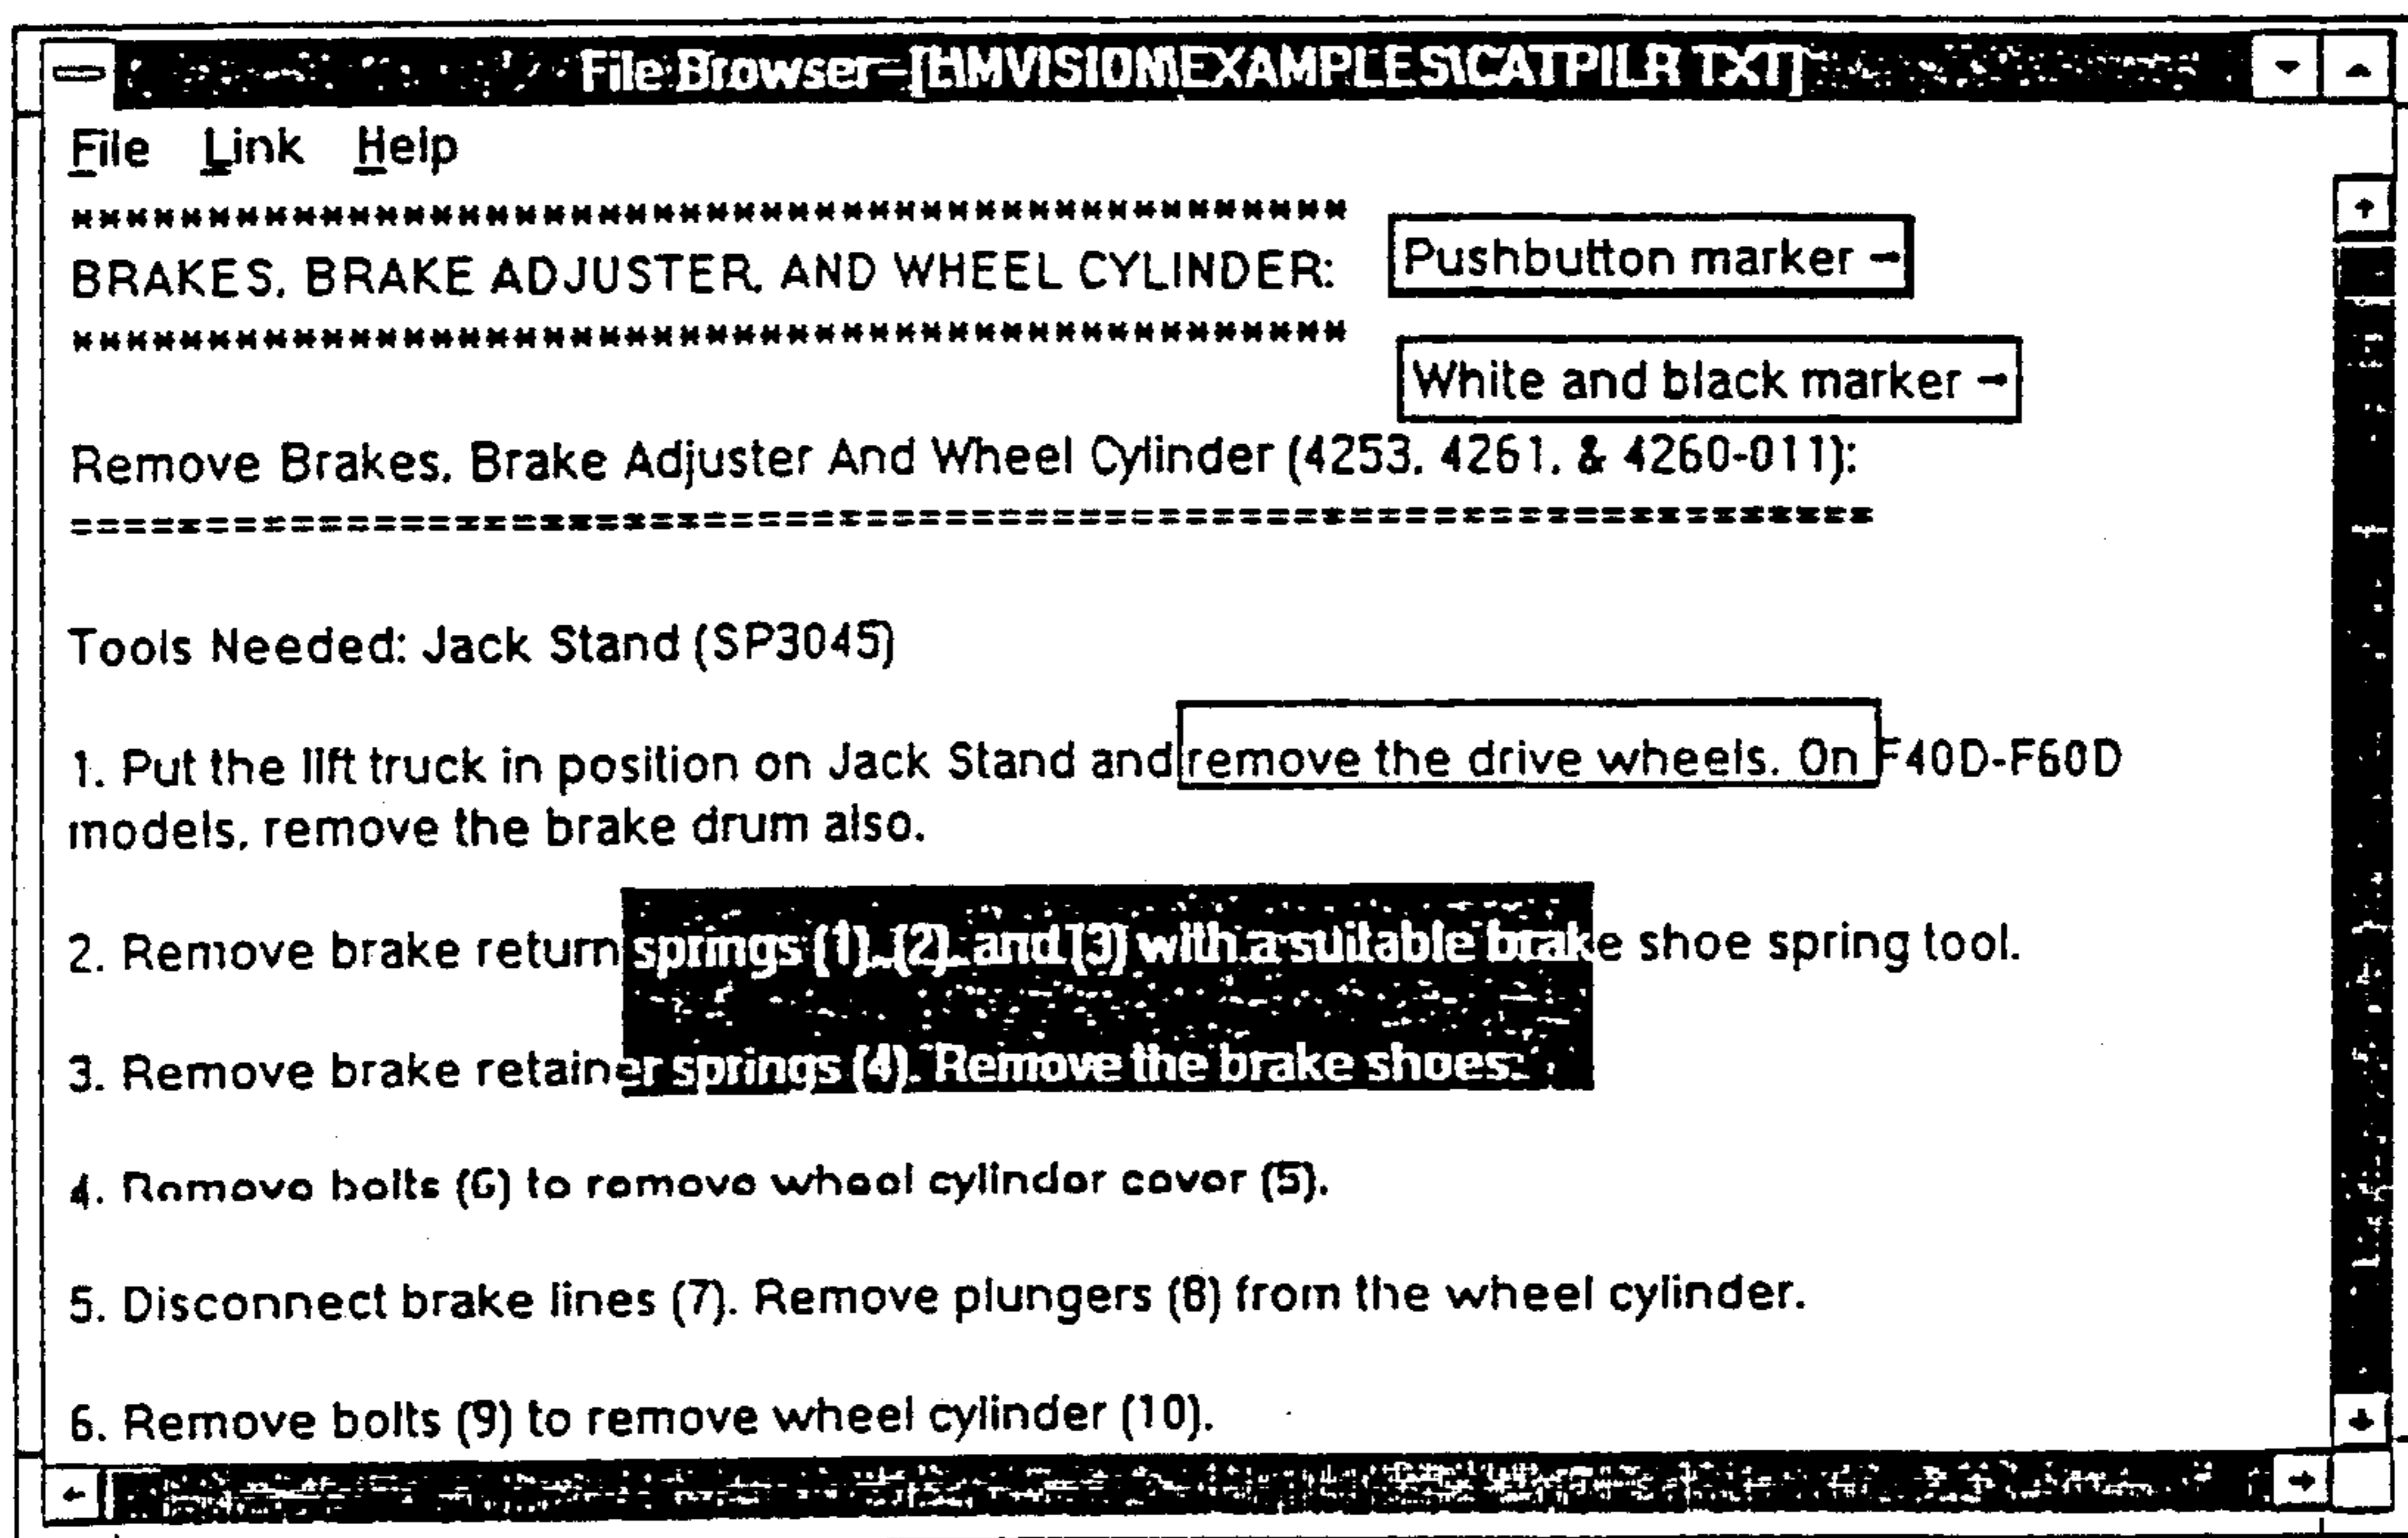 File Browser - [L:\MVISION\EXAMPLES\CATPILR.TXT]
File Link Help
***********************************************
BRAKES, BRAKE ADJUSTER, AND WHEEL CYLINDER:
Pushbutton marker →
***********************************************
White and black marker →
Remove Brakes, Brake Adjuster And Wheel Cylinder (4253, 4261, & 4260-011):
==================================================================
Tools Needed: Jack Stand (SP3045)
1. Put the lift truck in position on Jack Stand and remove the drive wheels. On F40D-F60D
models, remove the brake drum also.
2. Remove brake return springs (1), (2), and (3) with a suitable brake shoe spring tool.
3. Remove brake retainer springs (4). Remove the brake shoes.
4. Remove bolts (6) to remove wheel cylinder cover (5).
5. Disconnect brake lines (7). Remove plungers (8) from the wheel cylinder.
6. Remove bolts (9) to remove wheel cylinder (10).